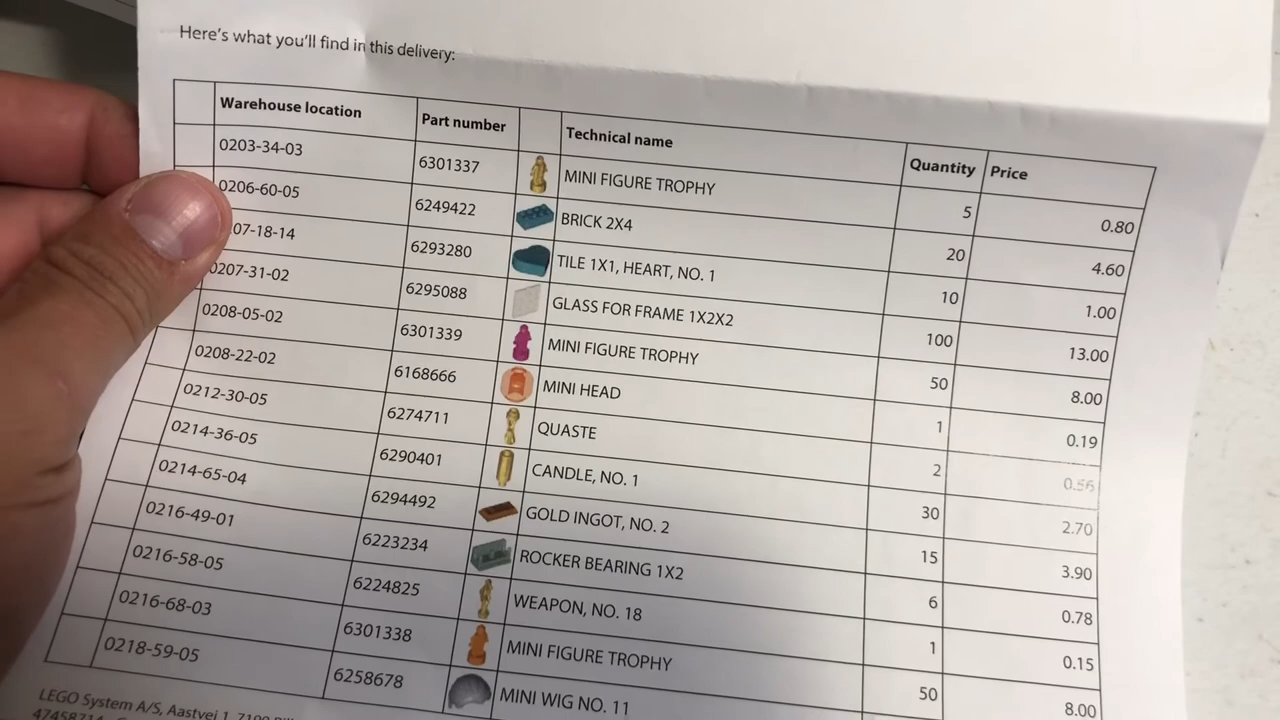 Here's what you'll find in this delivery:
Warehouse location Part number Technical name Quantity Price
0203-34-03 6301337 MINI FIGURE TROPHY 5 0.80
0206-60-05 6249422 BRICK 2X4 20 4.60
07-18-14 6293280 TILE 1X1, HEART, NO. 1 10 1.00
0207-31-02 6295088 GLASS FOR FRAME 1X2X2 100 13.00
0208-05-02 6301339 MINI FIGURE TROPHY 50 8.00
0208-22-02 6168666 MINI HEAD 1 0.19
0212-30-05 6274711 QUASTE 2 0.56
0214-36-05 6290401 CANDLE, NO. 1 30 2.70
0214-65-04 6294492 GOLD INGOT, NO. 2 15 3.90
0216-49-01 6223234 ROCKER BEARING 1X2 6 0.78
0216-58-05 6224825 WEAPON, NO. 18 1 0.15
0216-68-03 6301338 MINI FIGURE TROPHY 50 8.00
0218-59-05 6258678 MINI WIG NO. 11
LEGO System A/S, Aastvej 1, 7190